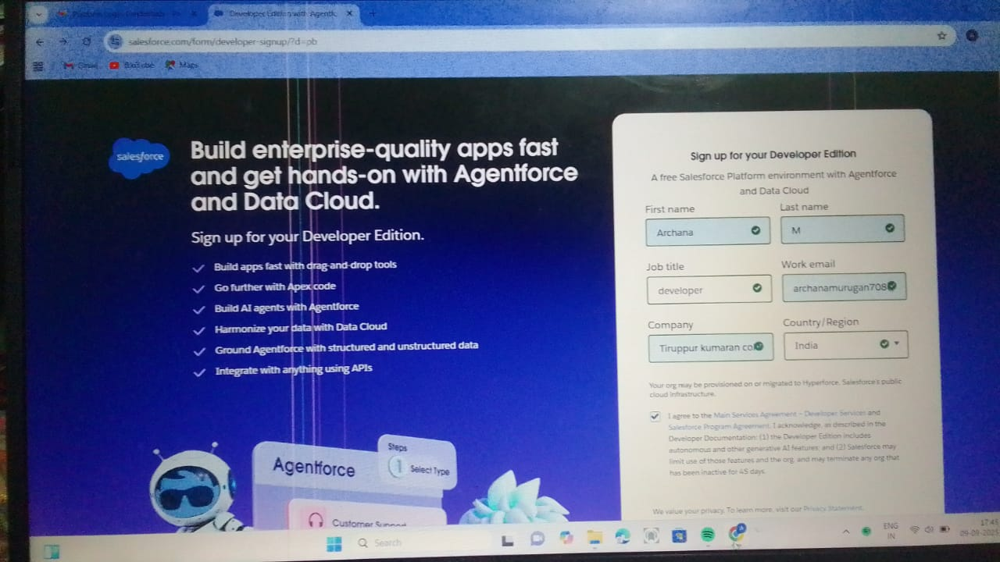 Platform Login Credentials - Po
Developer Edition with Agentfc
salesforce.com/form/developer-signup/?d=pb
Gmail
YouTube
Maps
salesforce
Build enterprise-quality apps fast
and get hands-on with Agentforce
and Data Cloud.
Sign up for your Developer Edition.
Build apps fast with drag-and-drop tools
Go further with Apex code
Build AI agents with Agentforce
Harmonize your data with Data Cloud
Ground Agentforce with structured and unstructured data
Integrate with anything using APIs
Agentforce
Steps
1 Select Type
Customer Support
Sign up for your Developer Edition
A free Salesforce Platform environment with Agentforce
and Data Cloud
First name Last name
Archana M
Job title Work email
developer archanamurugan708
Company Country/Region
Tiruppur kumaran co India
Your org may be provisioned on or migrated to Hyperforce, Salesforce's public
cloud infrastructure.
I agree to the Main Services Agreement – Developer Services and
Salesforce Program Agreement. I acknowledge, as described in the
Developer Documentation: (1) the Developer Edition includes
autonomous and other generative AI features; and (2) Salesforce may
limit use of those features and the org, and may terminate any org that
has been inactive for 45 days.
We value your privacy. To learn more, visit our Privacy Statement.
Search
ENG
IN
17:45
09-09-2025